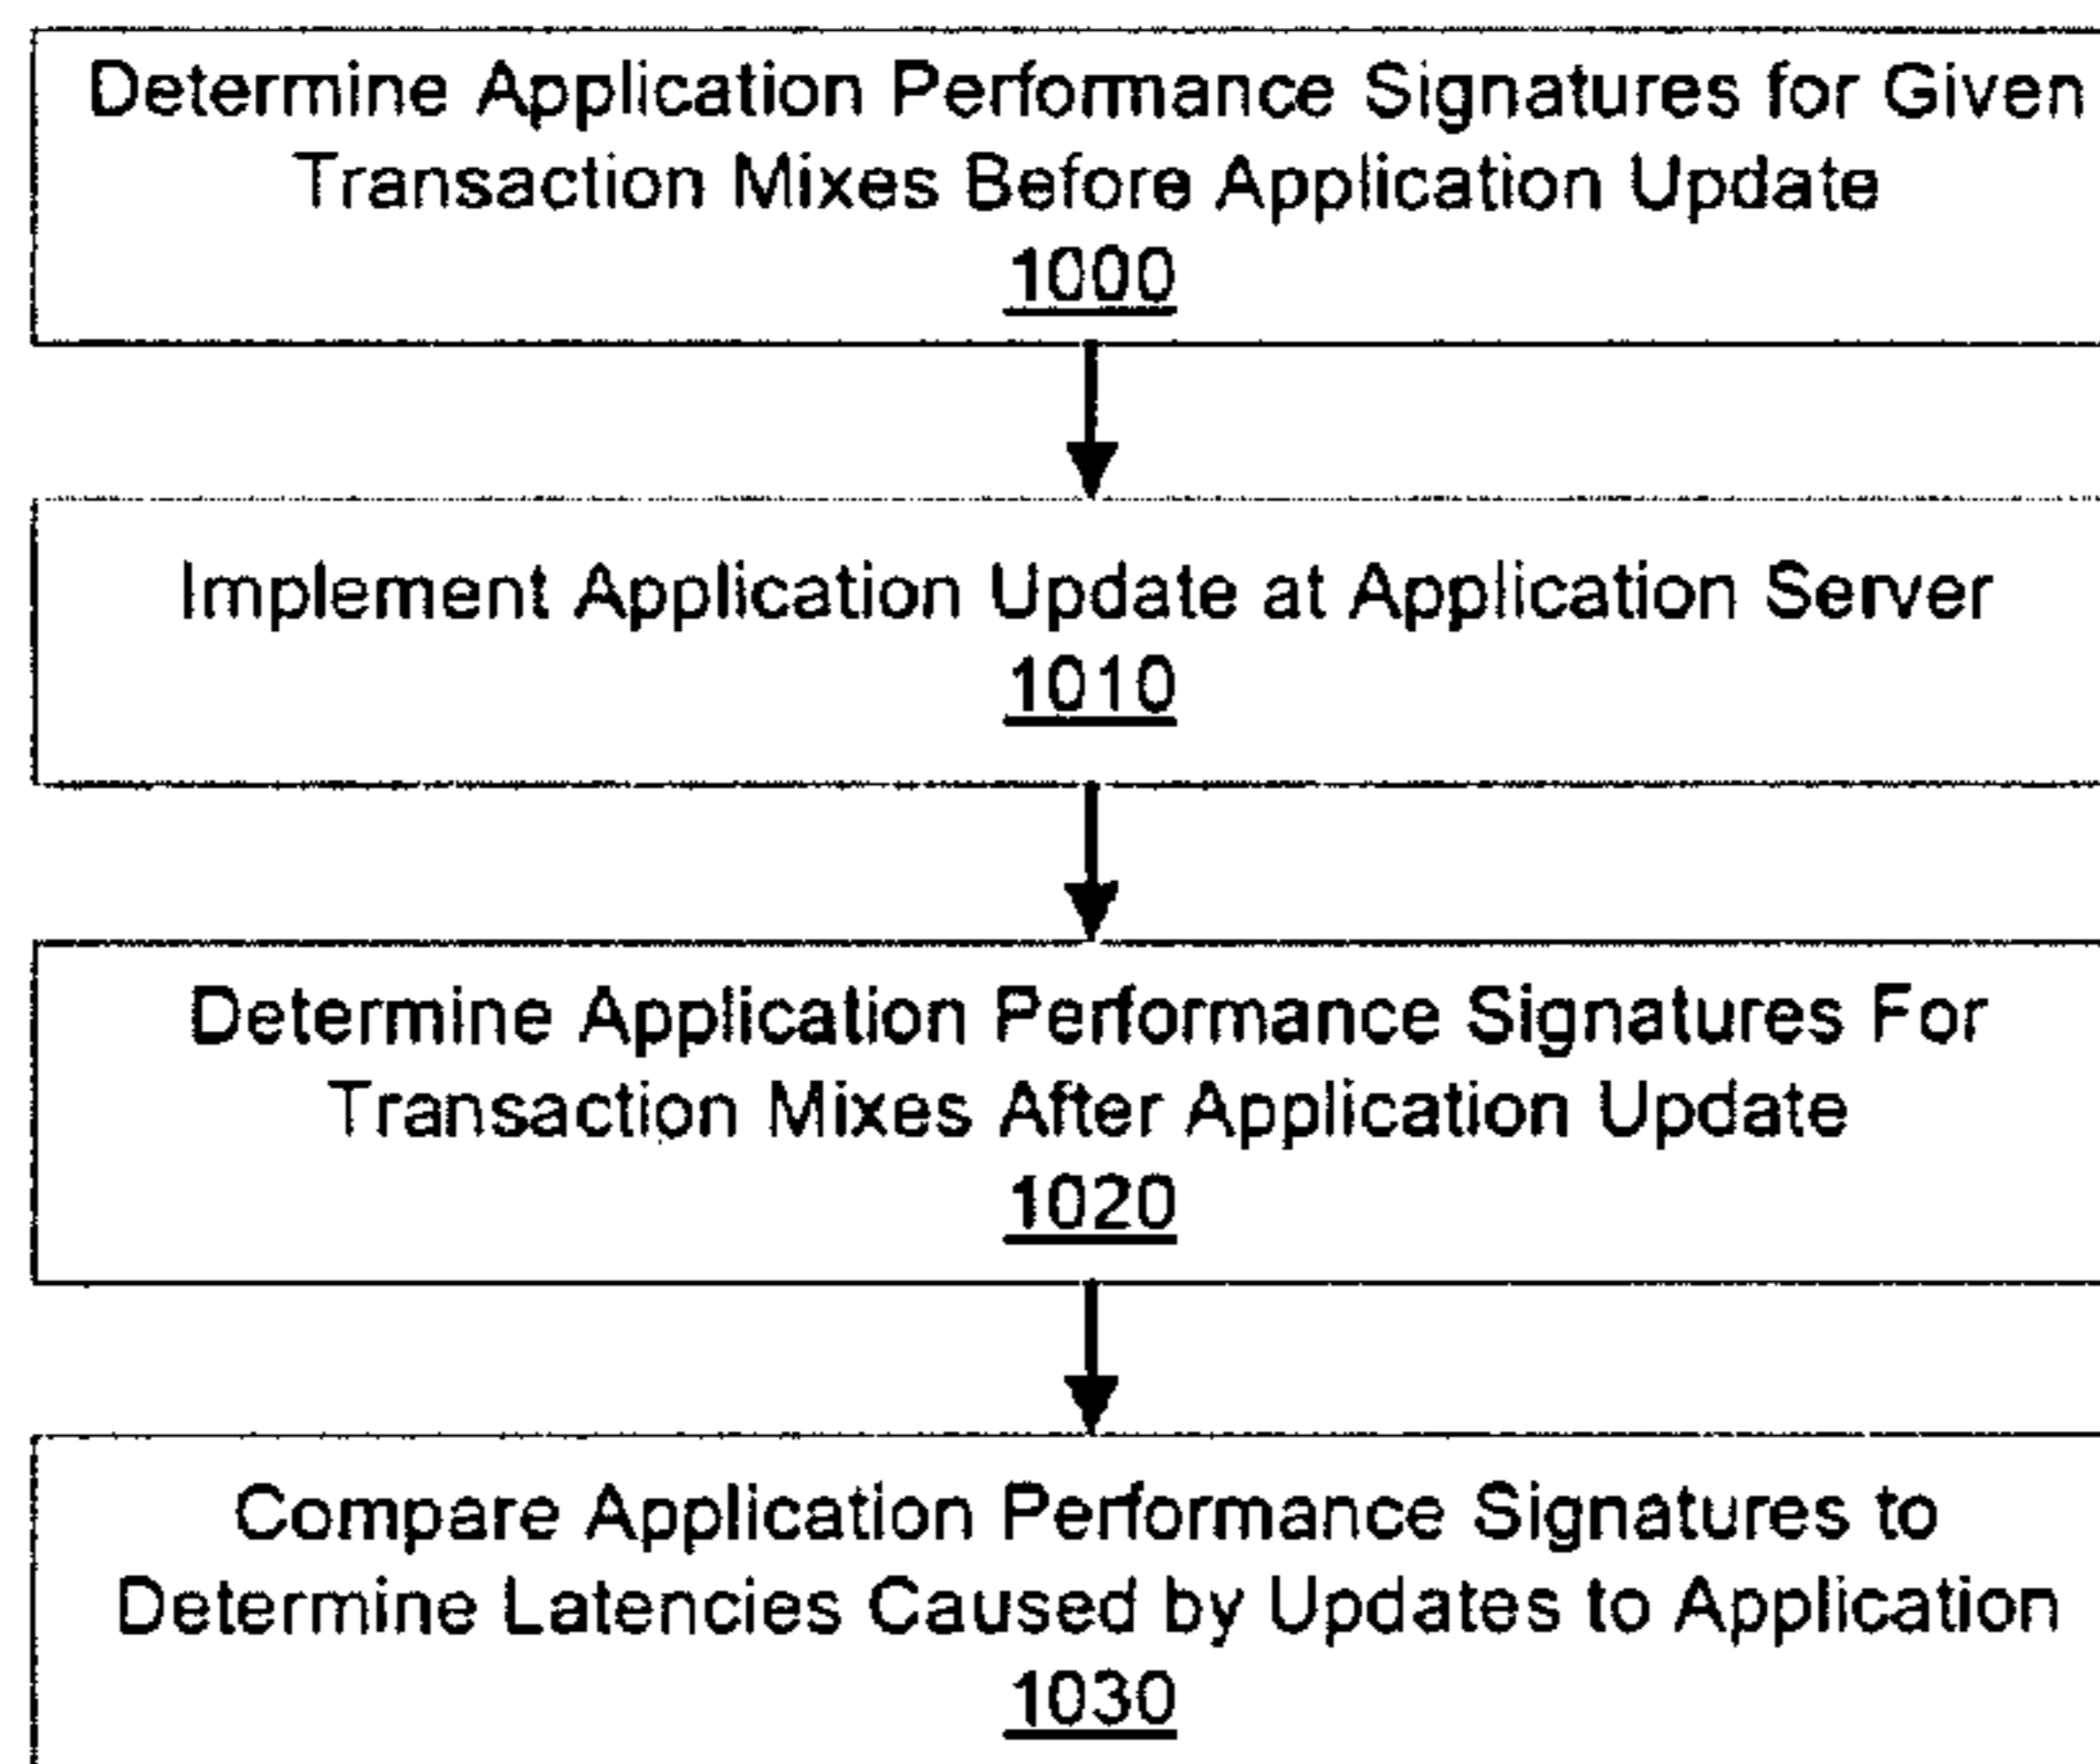 Determine Application Performance Signatures for Given
Transaction Mixes Before Application Update
1000
Implement Application Update at Application Server
1010
Determine Application Performance Signatures For
Transaction Mixes After Application Update
1020
Compare Application Performance Signatures to
Determine Latencies Caused by Updates to Application
1030